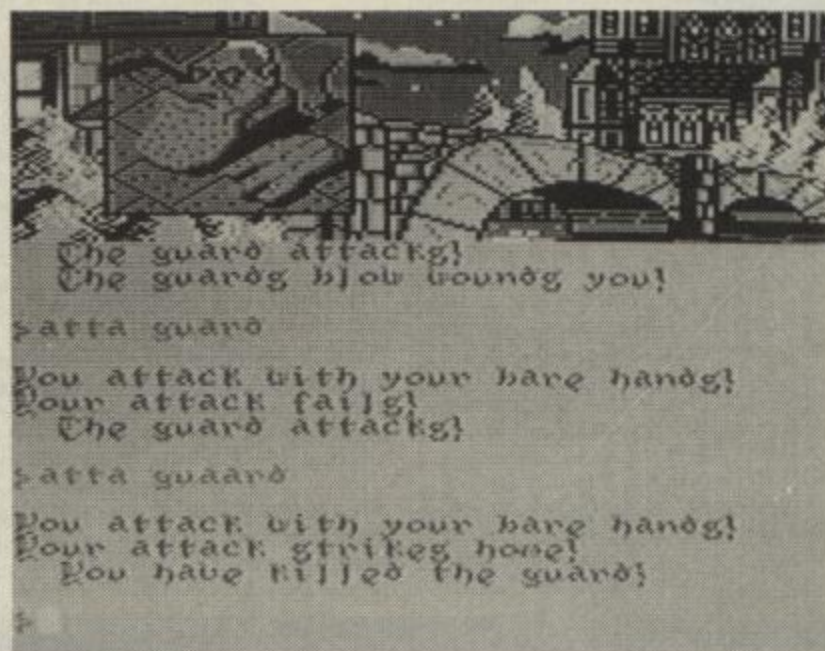 The guard attacks!
The guards blow wounds you!
>atta guard
You attack with your bare hands!
Your attack fails!
The guard attacks!
>atta guaard
You attack with your bare hands!
Your attack strikes home!
You have killed the guard!
>